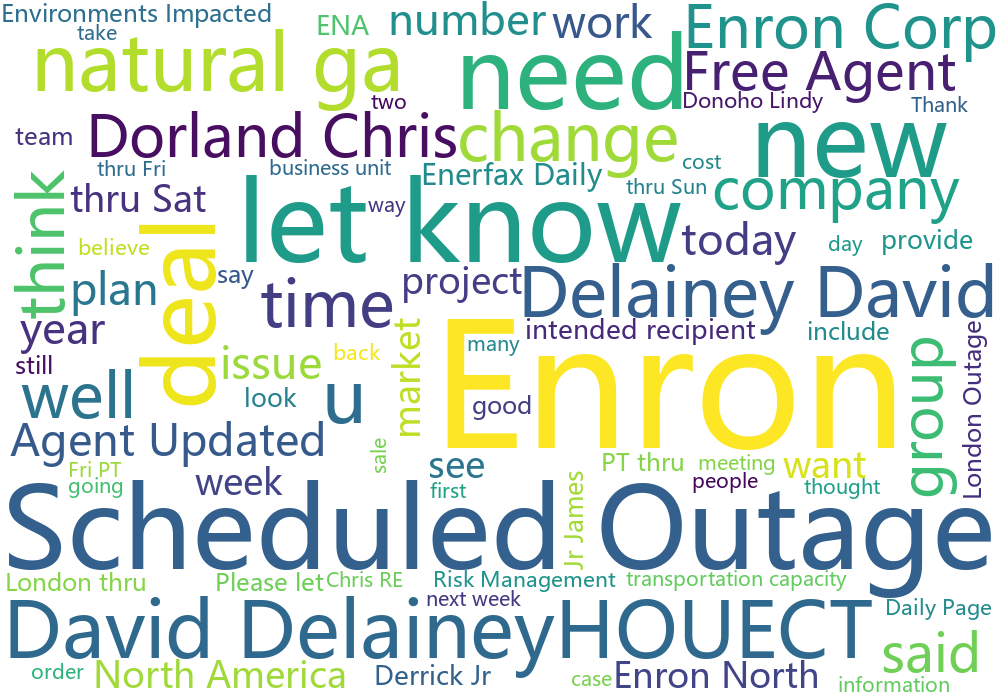 Environments Impacted
ENA
number
work
Enron Corp
take
natural ga
need
Free Agent
two
Donoho Lindy
Thank
team
Dorland Chris
change
new
thru Fri
business unit
Enerfax Daily
cost
thru Sun
company
think
thru Sat
let know
way
today
day
provide
believe
deal
say
plan
time
project
Delainey David
year
market
Enron
intended recipient
include
still
issue
back
many
group
London Outage
well
look
u
good
Agent Updated
sale
see
PT thru
meeting
want
Fri PT
going
week
first
Jr James
people
thought
Scheduled Outage
London thru
Please let
Chris RE
Risk Management
transportation capacity
next week
David Delainey
HOUECT
Daily Page
said
order
North America
Derrick Jr
case
Enron North
information